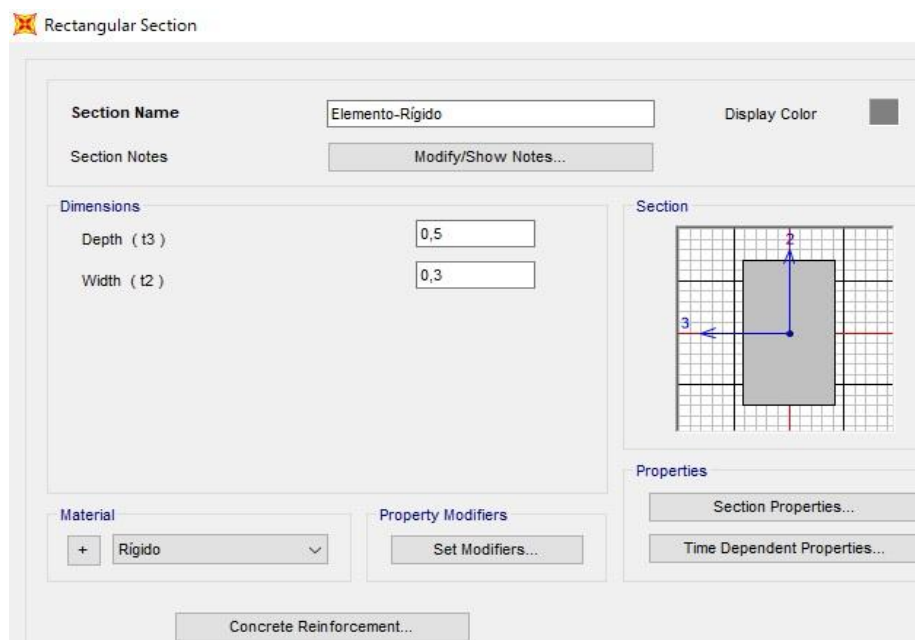 Rectangular Section
Section Name
Elemento-Rígido
Display Color
Section Notes
Modify/Show Notes...
Dimensions
Depth ( t3 )
0,5
Width ( t2 )
0,3
Section
2
3
Properties
Section Properties...
Time Dependent Properties...
Material
+ Rígido
Property Modifiers
Set Modifiers...
Concrete Reinforcement...